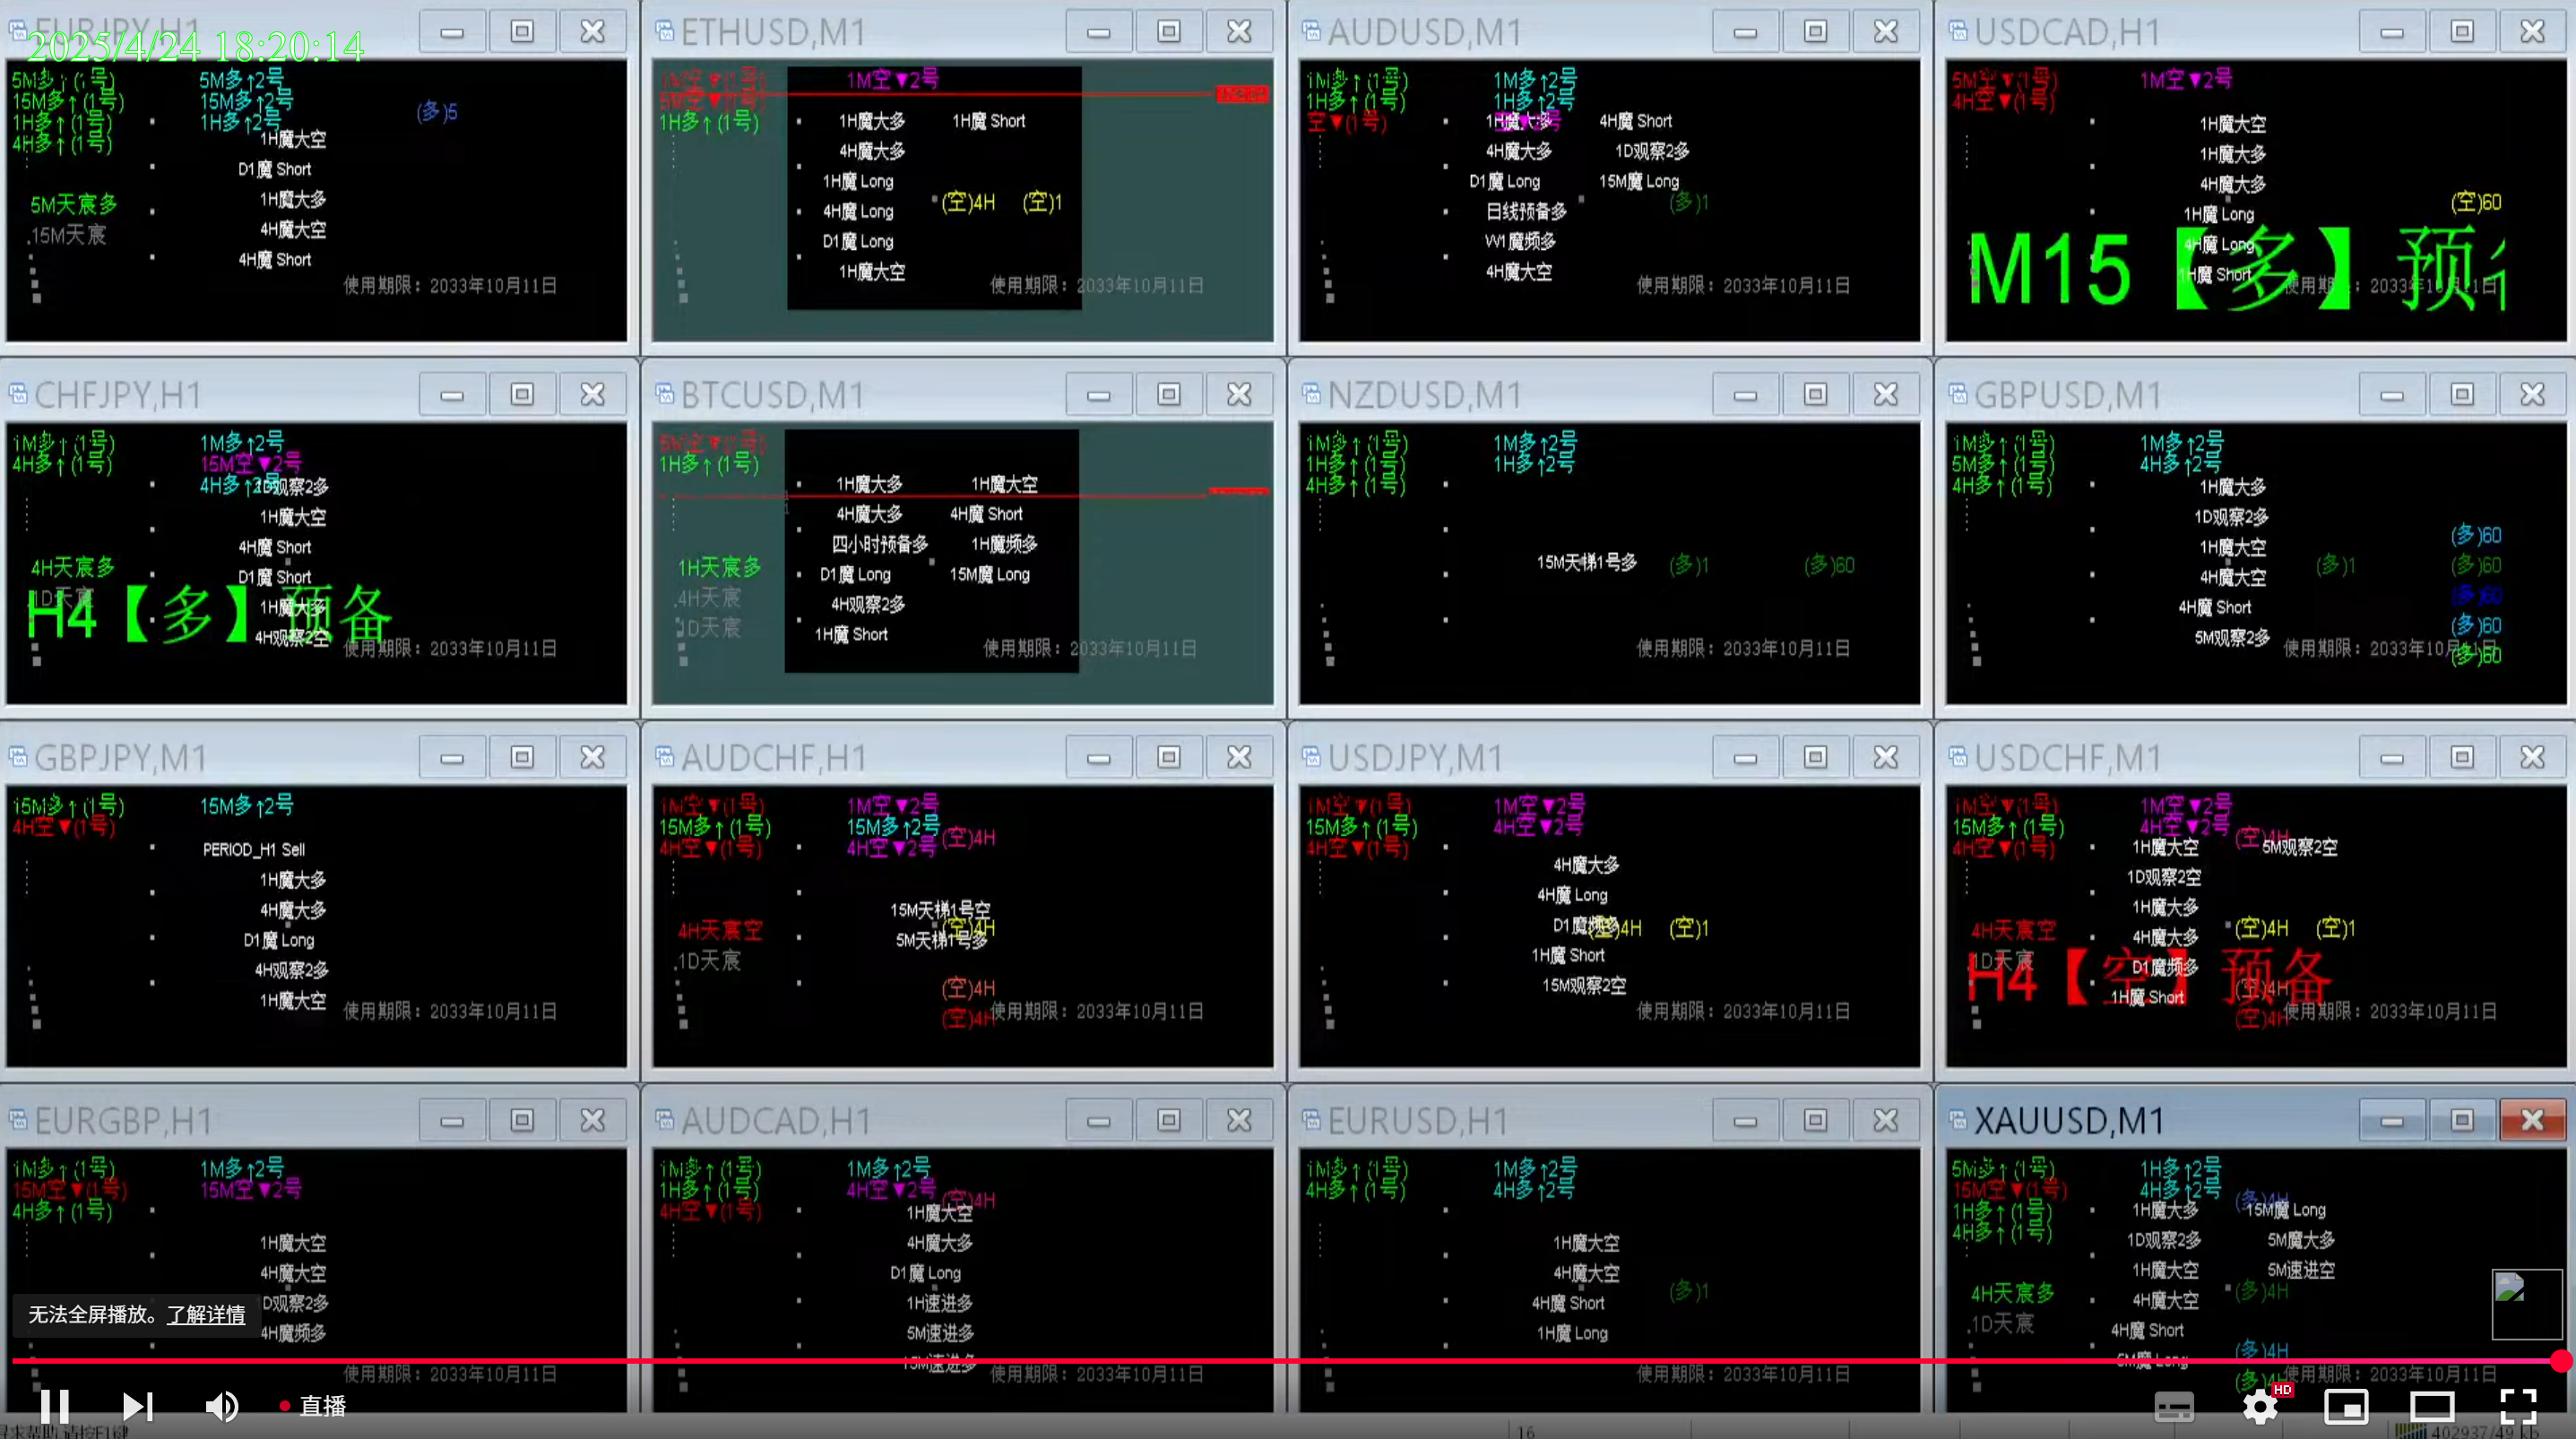 EURJPY,H1
2025/4/24 18:20:14
5M多↑(1号) 5M多↑2号
15M多↑(1号) 15M多↑2号 (多)5
1H多↑(1号) 1H多↑2号
4H多↑(1号) 1H魔大空
D1魔 Short
5M天宸多 1H魔大多
.15M天宸 4H魔大空
4H魔 Short
使用期限：2033年10月11日
ETHUSD,M1
1M空▼(1号) 1M空▼2号
5M空▼(1号)
1H多↑(1号) 1H魔大多 1H魔 Short
4H魔大多
1H魔 Long
4H魔 Long (空)4H (空)1
D1魔 Long
1H魔大空
使用期限：2033年10月11日
AUDUSD,M1
1M多↑(1号) 1M多↑2号
1H多↑(1号) 1H多↑2号
空▼(1号) 1H魔大多 4H魔 Short
4H魔大多 1D观察2多
D1魔 Long 15M魔 Long
日线预备多 (多)1
W1魔频多
4H魔大空
使用期限：2033年10月11日
USDCAD,H1
5M空▼(1号) 1M空▼2号
4H空▼(1号)
1H魔大空
1H魔大多
4H魔大多
1H魔 Long (空)60
4H魔 Long
1H魔 Short
M15【多】预
使用期限：2033年10月11日
CHFJPY,H1
1M多↑(1号) 1M多↑2号
4H多↑(1号) 15M空▼2号
4H多↑2号 1D观察2多
1H魔大空
4H魔 Short
4H天宸多 D1魔 Short
.1D天宸 1H魔大多
H4【多】预备
4H观察2空
使用期限：2033年10月11日
BTCUSD,M1
5M空▼(1号)
1H多↑(1号)
1H魔大多 1H魔大空
4H魔大多 4H魔 Short
四小时预备多 1H魔频多
1H天宸多 D1魔 Long 15M魔 Long
.4H天宸 4H观察2多
.1D天宸 1H魔 Short
使用期限：2033年10月11日
NZDUSD,M1
1M多↑(1号) 1M多↑2号
1H多↑(1号) 1H多↑2号
4H多↑(1号)
15M天梯1号多 (多)1 (多)60
使用期限：2033年10月11日
GBPUSD,M1
1M多↑(1号) 1M多↑2号
5M多↑(1号) 4H多↑2号
4H多↑(1号) 1H魔大多
1D观察2多
1H魔大空 (多)60
4H魔大空 (多)1 (多)60
4H魔 Short (多)60
5M观察2多 (多)60
(多)60
使用期限：2033年10月11日
GBPJPY,M1
15M多↑(1号) 15M多↑2号
4H空▼(1号)
PERIOD_H1 Sell
1H魔大多
4H魔大多
D1魔 Long
4H观察2多
1H魔大空
使用期限：2033年10月11日
AUDCHF,H1
1M空▼(1号) 1M空▼2号
15M多↑(1号) 15M多↑2号 (空)4H
4H空▼(1号) 4H空▼2号
15M天梯1号空
4H天宸空 (空)4H
5M天梯1号多
.1D天宸
(空)4H
(空)4H
使用期限：2033年10月11日
USDJPY,M1
1M空▼(1号) 1M空▼2号
15M多↑(1号) 4H空▼2号
4H空▼(1号) 4H魔大多
4H魔 Long
D1魔频多 (空)4H (空)1
1H魔 Short
15M观察2空
使用期限：2033年10月11日
USDCHF,M1
1M空▼(1号) 1M空▼2号
15M多↑(1号) 4H空▼2号 (空)4H
4H空▼(1号) 1H魔大空 5M观察2空
1D观察2空
1H魔大多
4H天宸空 4H魔大多 (空)4H (空)1
.1D天宸 D1魔频多
H4【空】预备
1H魔 Short (空)4H
(空)4H
使用期限：2033年10月11日
EURGBP,H1
1M多↑(1号) 1M多↑2号
15M空▼(1号) 15M空▼2号
4H多↑(1号)
1H魔大空
4H魔大空
1D观察2多
4H魔频多
使用期限：2033年10月11日
AUDCAD,H1
1M多↑(1号) 1M多↑2号
1H多↑(1号) 4H空▼2号 (空)4H
4H空▼(1号) 1H魔大空
4H魔大多
D1魔 Long
1H速进多
5M速进多
15M速进多
使用期限：2033年10月11日
EURUSD,H1
1M多↑(1号) 1M多↑2号
4H多↑(1号) 4H多↑2号
1H魔大空
4H魔大空
4H魔 Short (多)1
1H魔 Long
使用期限：2033年10月11日
XAUUSD,M1
5M多↑(1号) 1H多↑2号
15M空▼(1号) 4H多↑2号 (多)4H
1H多↑(1号) 1H魔大多 15M魔 Long
4H多↑(1号) 1D观察2多 5M魔大多
1H魔大空 5M速进空
4H天宸多 4H魔大空 (多)4H
.1D天宸 4H魔 Short
5M魔 Long (多)4H
(多)4H
使用期限：2033年10月11日
无法全屏播放。了解详情
直播
HD
16